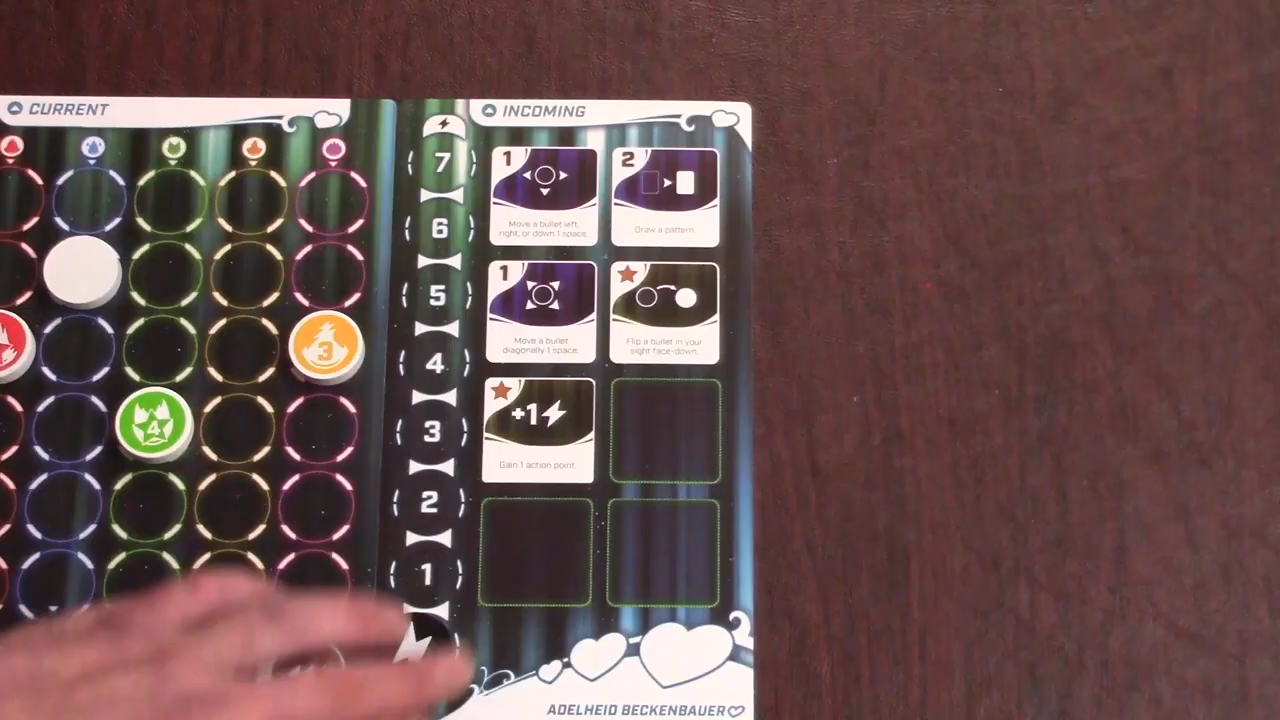 CURRENT
INCOMING
7
6
5
4
3
2
1
1
Move a bullet left,
right, or down 1 space.
2
Draw a pattern.
1
Move a bullet
diagonally 1 space.
Flip a bullet in your
sight face-down.
+1
Gain 1 action point.
3
4
ADELHEID BECKENBAUER